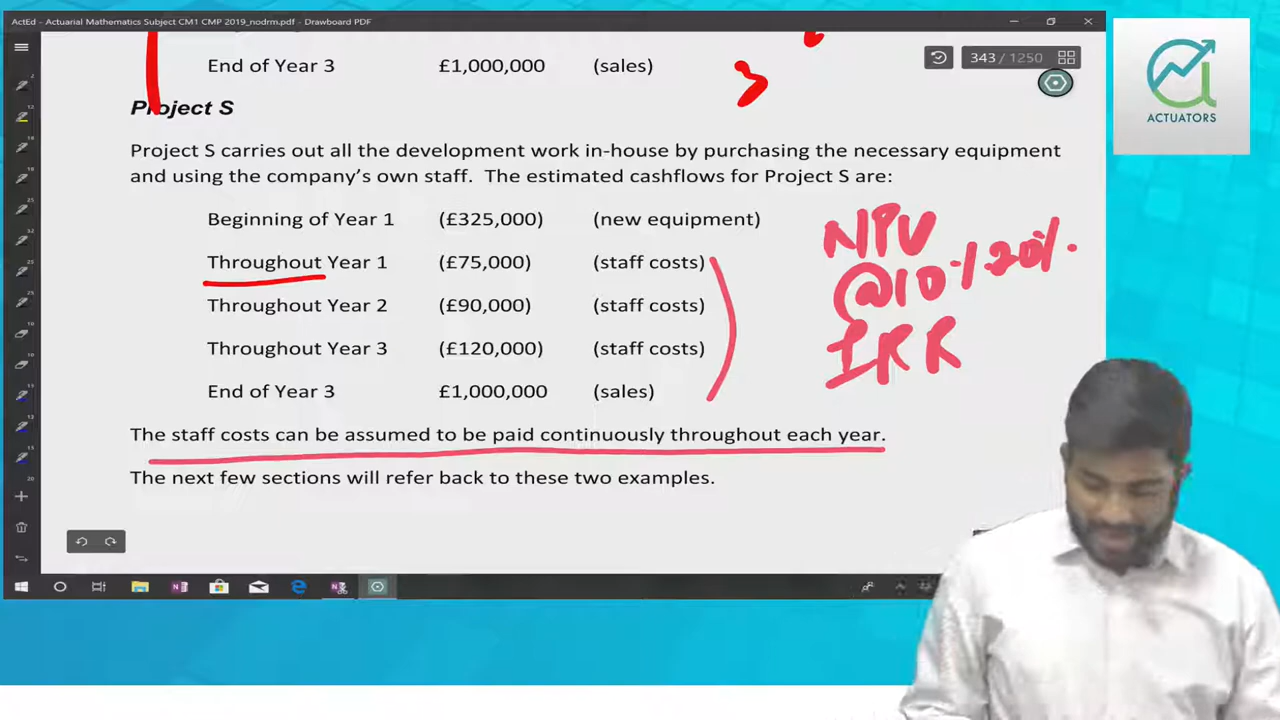 ActEd - Actuarial Mathematics Subject CM1 CMP 2019_nodrm.pdf - Drawboard PDF
End of Year 3 £1,000,000 (sales)
343 / 1250
ACTUATORS
Project S
Project S carries out all the development work in-house by purchasing the necessary equipment
and using the company's own staff. The estimated cashflows for Project S are:
Beginning of Year 1 (£325,000) (new equipment)
Throughout Year 1 (£75,000) (staff costs)
Throughout Year 2 (£90,000) (staff costs)
Throughout Year 3 (£120,000) (staff costs)
End of Year 3 £1,000,000 (sales)
NPV
@10% 20%
IRR
The staff costs can be assumed to be paid continuously throughout each year.
The next few sections will refer back to these two examples.